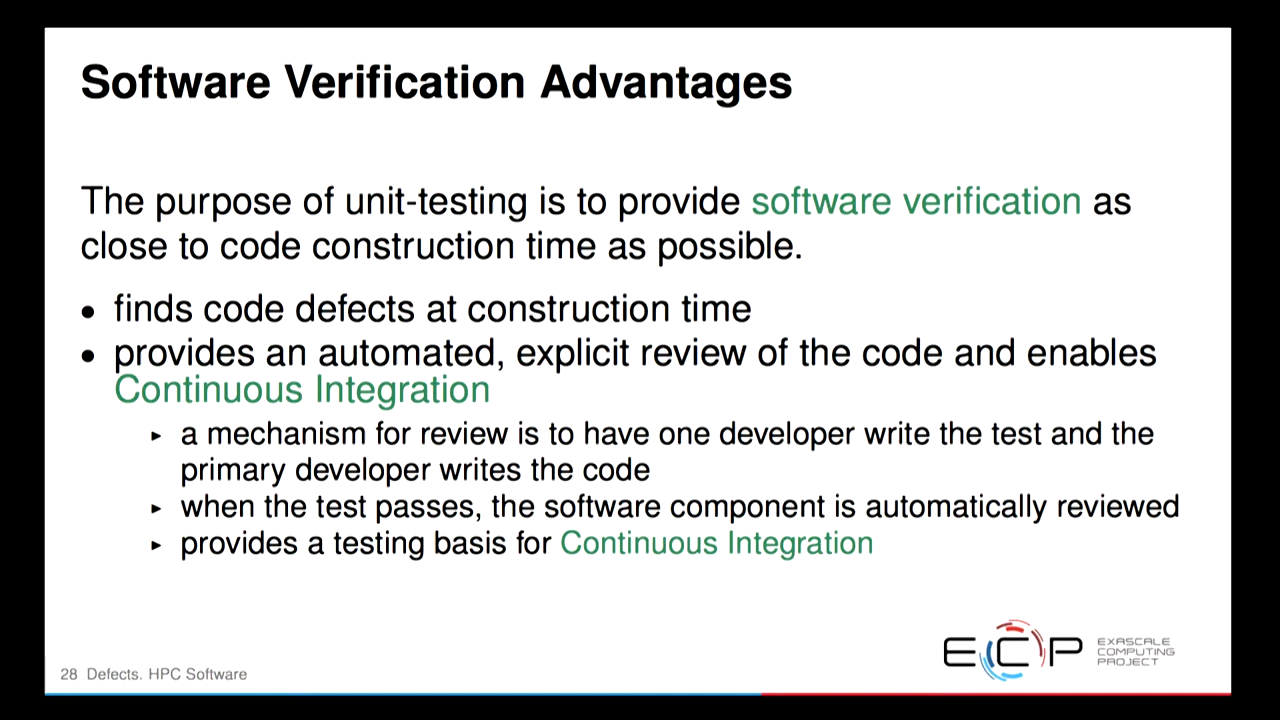 Software Verification Advantages
The purpose of unit-testing is to provide software verification as
close to code construction time as possible.
• finds code defects at construction time
• provides an automated, explicit review of the code and enables
Continuous Integration
▸ a mechanism for review is to have one developer write the test and the
primary developer writes the code
▸ when the test passes, the software component is automatically reviewed
▸ provides a testing basis for Continuous Integration
28 Defects. HPC Software
ECP
EXASCALE
COMPUTING
PROJECT